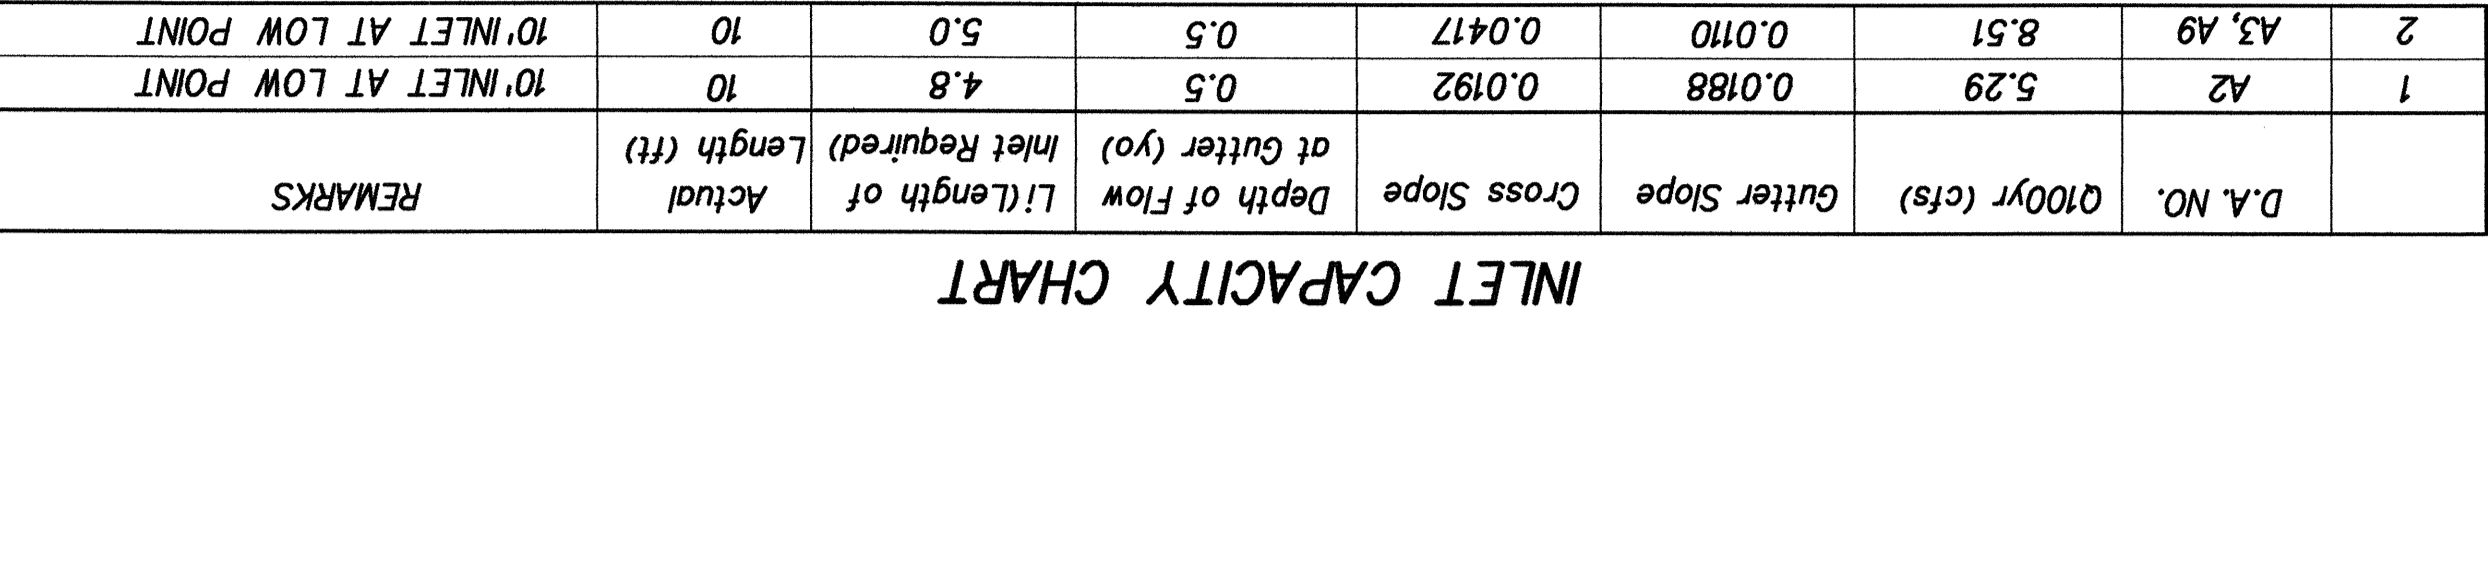 INLET CAPACITY CHART
D.A. NO. Q100yr (cfs) Gutter Slope Cross Slope Depth of Flow Li(Length of Actual REMARKS
at Gutter (yo) Inlet Required) Length (ft)
1 A2 5.29 0.0188 0.0192 0.5 4.8 10 10' INLET AT LOW POINT
2 A3, A9 8.51 0.0110 0.0417 0.5 5.0 10 10' INLET AT LOW POINT